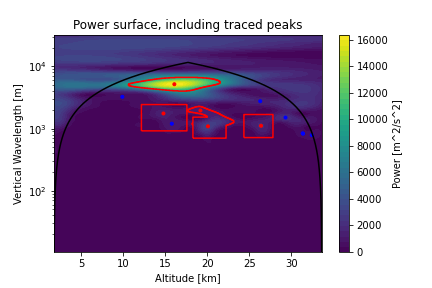 Power surface, including traced peaks
Vertical Wavelength [m]
10^4
10^3
10^2
5 10 15 20 25 30
Altitude [km]
16000
14000
12000
10000
8000
6000
4000
2000
0
Power [m^2/s^2]